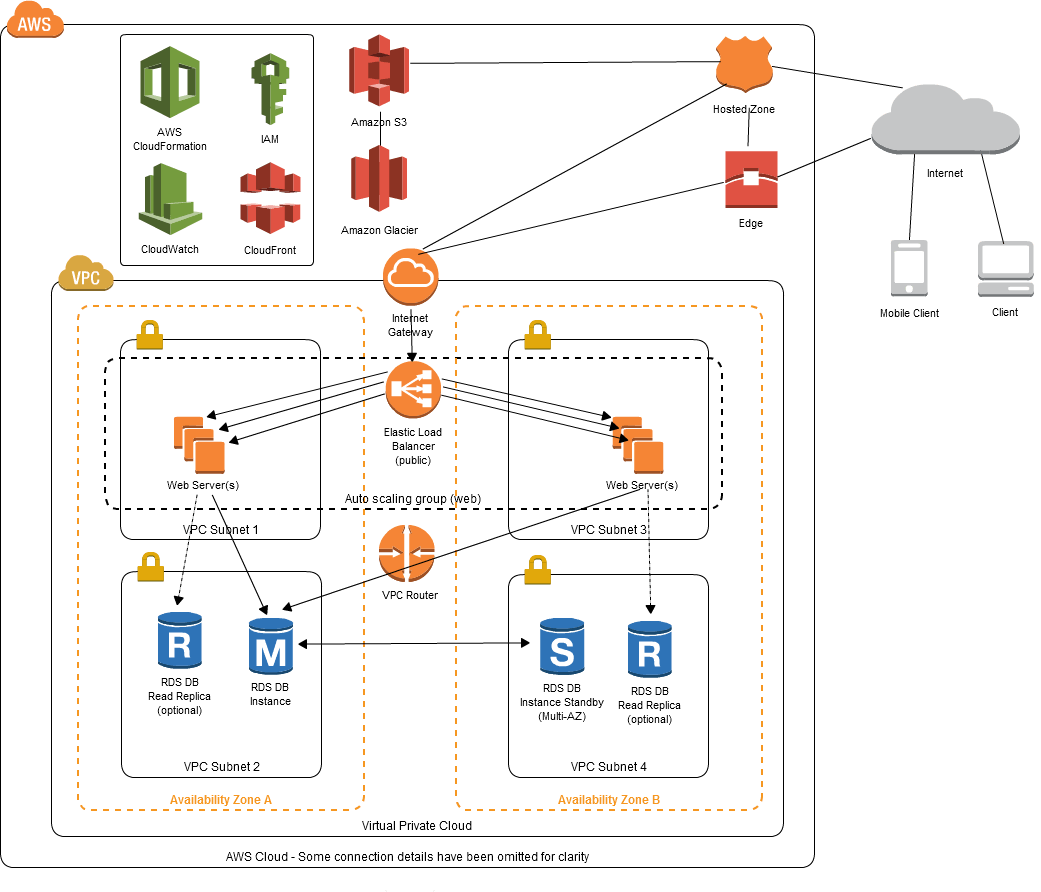 AWS
AWS
CloudFormation
IAM
CloudWatch
CloudFront
Amazon S3
Amazon Glacier
Hosted Zone
Edge
Internet
Mobile Client
Client
VPC
Internet
Gateway
Elastic Load
Balancer
(public)
Web Server(s)
Web Server(s)
Auto scaling group (web)
VPC Subnet 1
VPC Subnet 3
VPC Router
R
RDS DB
Read Replica
(optional)
M
RDS DB
Instance
S
RDS DB
Instance Standby
(Multi-AZ)
R
RDS DB
Read Replica
(optional)
VPC Subnet 2
VPC Subnet 4
Availability Zone A
Availability Zone B
Virtual Private Cloud
AWS Cloud - Some connection details have been omitted for clarity